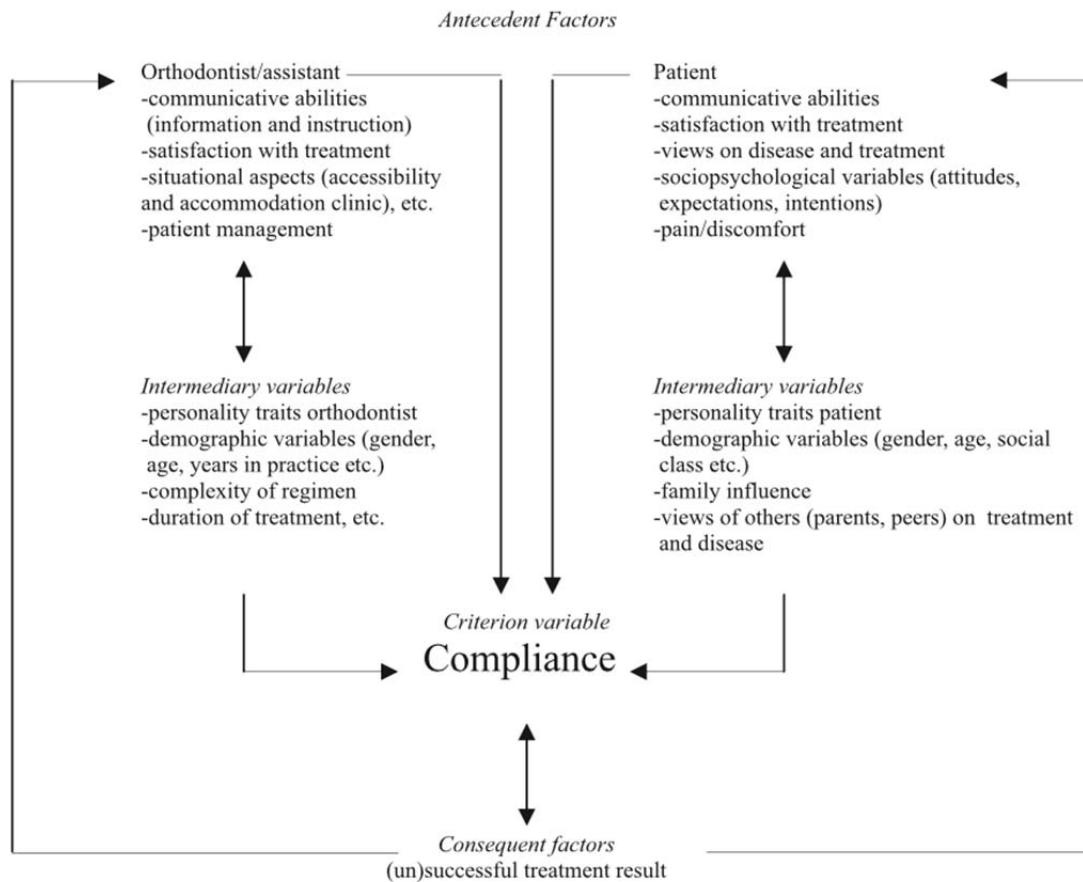 Antecedent Factors
Orthodontist/assistant
-communicative abilities
(information and instruction)
-satisfaction with treatment
-situational aspects (accessibility
and accommodation clinic), etc.
-patient management
Patient
-communicative abilities
-satisfaction with treatment
-views on disease and treatment
-sociopsychological variables (attitudes,
expectations, intentions)
-pain/discomfort
Intermediary variables
-personality traits orthodontist
-demographic variables (gender,
age, years in practice etc.)
-complexity of regimen
-duration of treatment, etc.
Intermediary variables
-personality traits patient
-demographic variables (gender, age, social
class etc.)
-family influence
-views of others (parents, peers) on treatment
and disease
Criterion variable
Compliance
Consequent factors
(un)successful treatment result